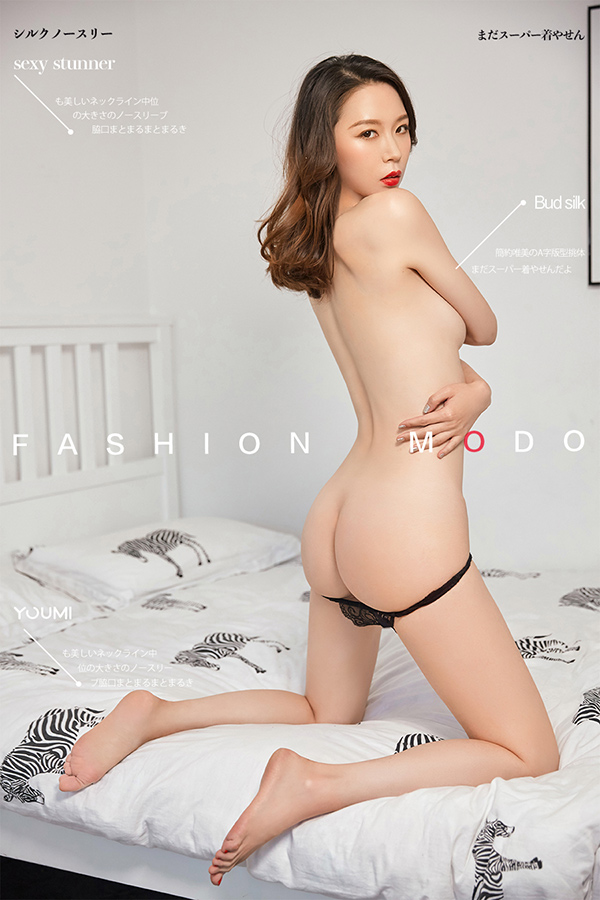 シルクノースリー
まだスーパー着やせん
sexy stunner
も美しいネックライン中位
の大きさのノースリーブ
脇口まとまるまとまるき
Bud silk
簡約唯美のA字版型挑体
まだスーパー着やせんだよ
FASHION MODO
YOUMI
も美しいネックライン中
位の大きさのノースリー
ブ脇口まとまるまとまるき